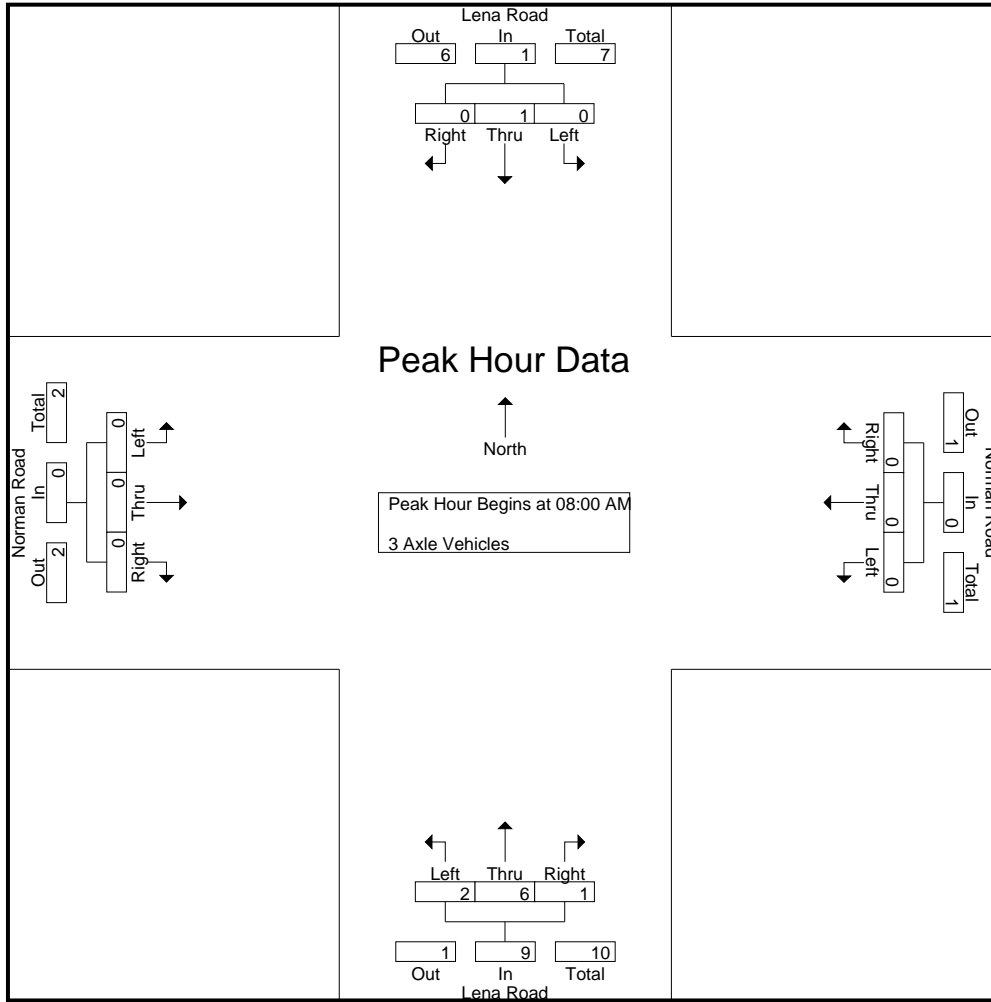 Lena Road
Out In Total
6 1 7
0 1 0
Right Thru Left
Peak Hour Data
North
Peak Hour Begins at 08:00 AM
3 Axle Vehicles
Norman Road
Out In Total
2 0 2
0 0 0
Right Thru Left
Norman Road
Out In Total
1 0 1
0 0 0
Right Thru Left
Left Thru Right
2 6 1
1 9 10
Out In Total
Lena Road